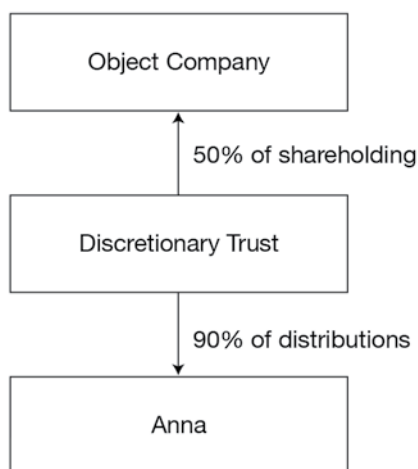 Object Company
50% of shareholding
Discretionary Trust
90% of distributions
Anna